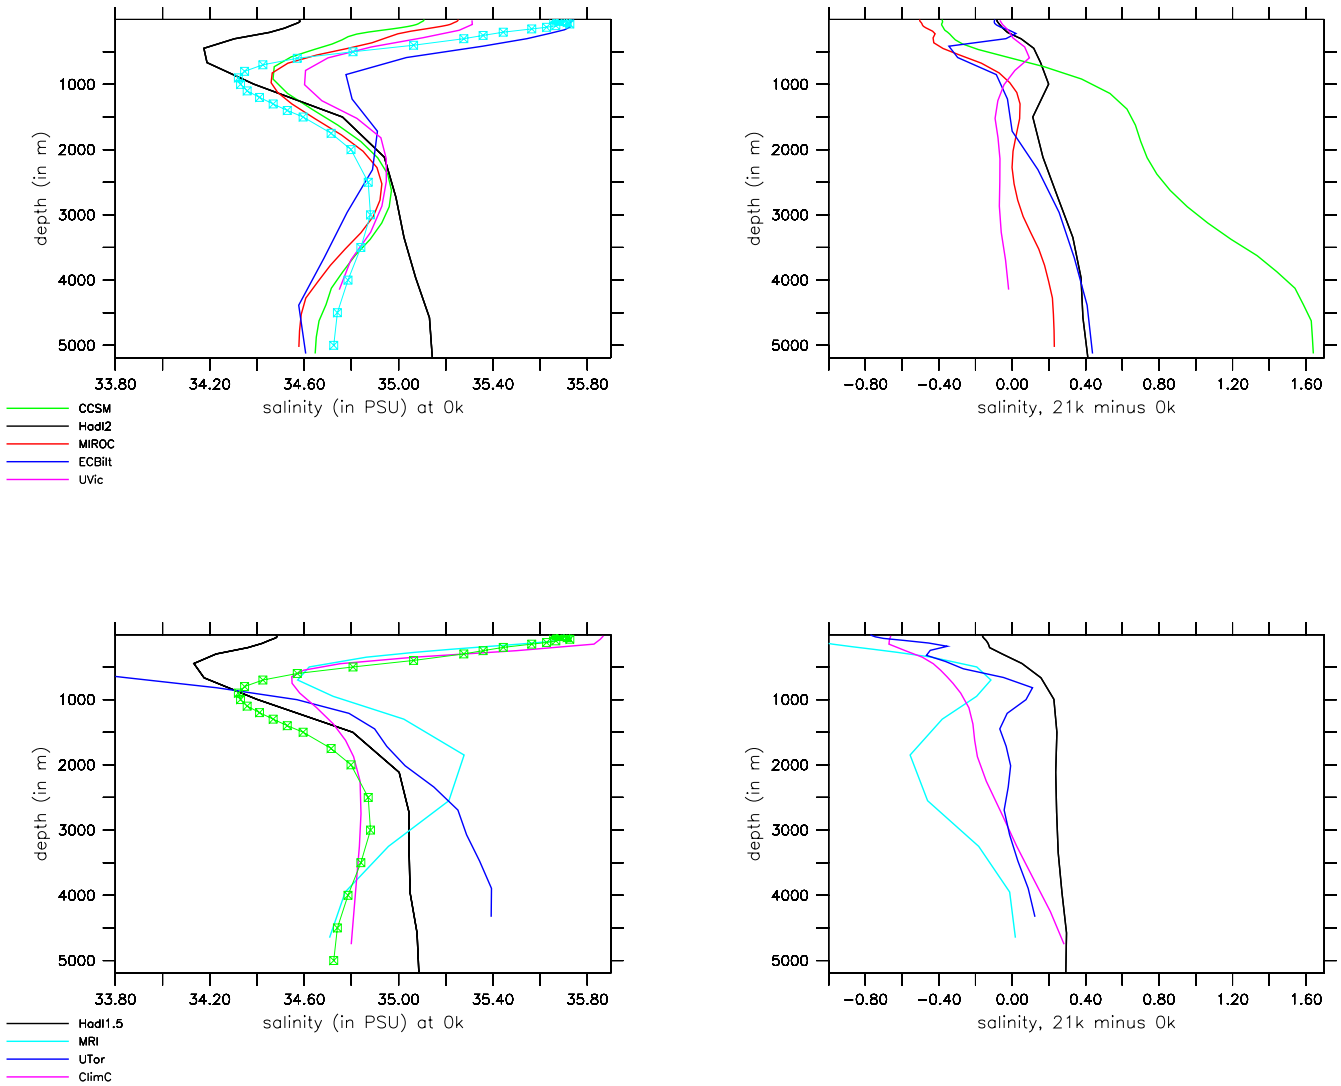 1000
2000
3000
4000
5000
depth (in m)
33.80 34.20 34.60 35.00 35.40 35.80
salinity (in PSU) at 0k
CCSM
HadI2
MIROC
ECBilt
UVic
1000
2000
3000
4000
5000
depth (in m)
-0.80 -0.40 0.00 0.40 0.80 1.20 1.60
salinity, 21k minus 0k
1000
2000
3000
4000
5000
depth (in m)
33.80 34.20 34.60 35.00 35.40 35.80
salinity (in PSU) at 0k
HadI1.5
MRI
UTor
ClimC
1000
2000
3000
4000
5000
depth (in m)
-0.80 -0.40 0.00 0.40 0.80 1.20 1.60
salinity, 21k minus 0k